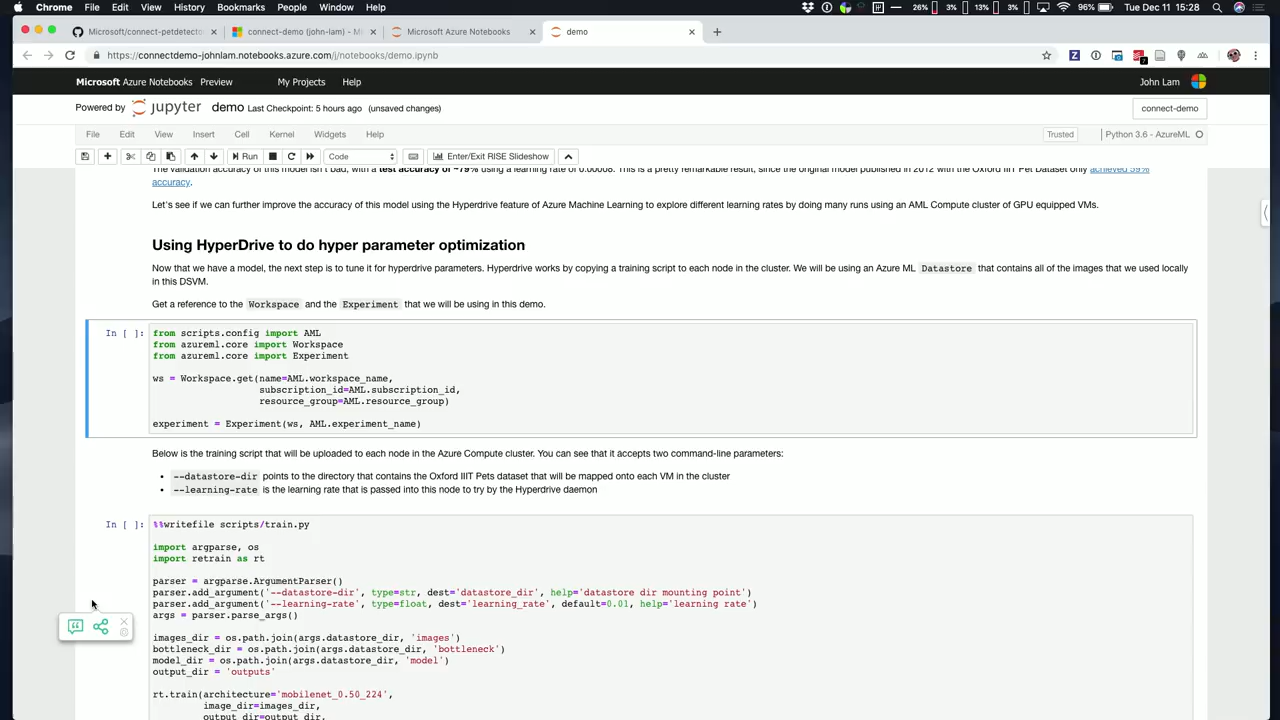 Chrome File Edit View History Bookmarks People Window Help 26% 3% 13% 3% 96% Tue Dec 11 15:28
Microsoft/connect-petdetector connect-demo (john-lam) - Mi Microsoft Azure Notebooks demo
https://connectdemo-johnlam.notebooks.azure.com/j/notebooks/demo.ipynb
Microsoft Azure Notebooks Preview My Projects Help John Lam
Powered by jupyter demo Last Checkpoint: 5 hours ago (unsaved changes) connect-demo
File Edit View Insert Cell Kernel Widgets Help Trusted Python 3.6 - AzureML
Run Code Enter/Exit RISE Slideshow
The validation accuracy of this model isn't bad, with a test accuracy of ~79% using a learning rate of 0.00008. This is a pretty remarkable result, since the original model published in 2012 with the Oxford IIIT Pet Dataset only achieved 59%
accuracy.
Let's see if we can further improve the accuracy of this model using the Hyperdrive feature of Azure Machine Learning to explore different learning rates by doing many runs using an AML Compute cluster of GPU equipped VMs.
Using HyperDrive to do hyper parameter optimization
Now that we have a model, the next step is to tune it for hyperdrive parameters. Hyperdrive works by copying a training script to each node in the cluster. We will be using an Azure ML Datastore that contains all of the images that we used locally
in this DSVM.
Get a reference to the Workspace and the Experiment that we will be using in this demo.
In [ ]: from scripts.config import AML
from azureml.core import Workspace
from azureml.core import Experiment
ws = Workspace.get(name=AML.workspace_name,
subscription_id=AML.subscription_id,
resource_group=AML.resource_group)
experiment = Experiment(ws, AML.experiment_name)
Below is the training script that will be uploaded to each node in the Azure Compute cluster. You can see that it accepts two command-line parameters:
• --datastore-dir points to the directory that contains the Oxford IIIT Pets dataset that will be mapped onto each VM in the cluster
• --learning-rate is the learning rate that is passed into this node to try by the Hyperdrive daemon
In [ ]: %%writefile scripts/train.py
import argparse, os
import retrain as rt
parser = argparse.ArgumentParser()
parser.add_argument('--datastore-dir', type=str, dest='datastore_dir', help='datastore dir mounting point')
parser.add_argument('--learning-rate', type=float, dest='learning_rate', default=0.01, help='learning rate')
args = parser.parse_args()
images_dir = os.path.join(args.datastore_dir, 'images')
bottleneck_dir = os.path.join(args.datastore_dir, 'bottleneck')
model_dir = os.path.join(args.datastore_dir, 'model')
output_dir = 'outputs'
rt.train(architecture='mobilenet_0.50_224',
image_dir=images_dir,
output_dir=output_dir,